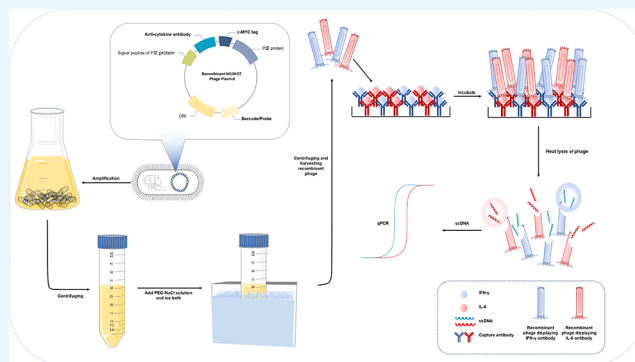 Anti-cytokine antibody
c-MYC tag
Signal peptide of PⅢ protein
PⅢ protein
Recombinant M13KO7
Phage Plasmid
ORI
Barcode/Probe
Amplification
Centrifuging
Add PEG-NaCl solution
and ice bath
Centrifuging and
harvesting
recombinant
phage
Incubate
Heat lysis of phage
ssDNA
qPCR
IFN-γ
IL-6
ssDNA
Capture antibody
Recombinant
phage displaying
IFN-γ antibody
Recombinant
phage displaying
IL-6 antibody